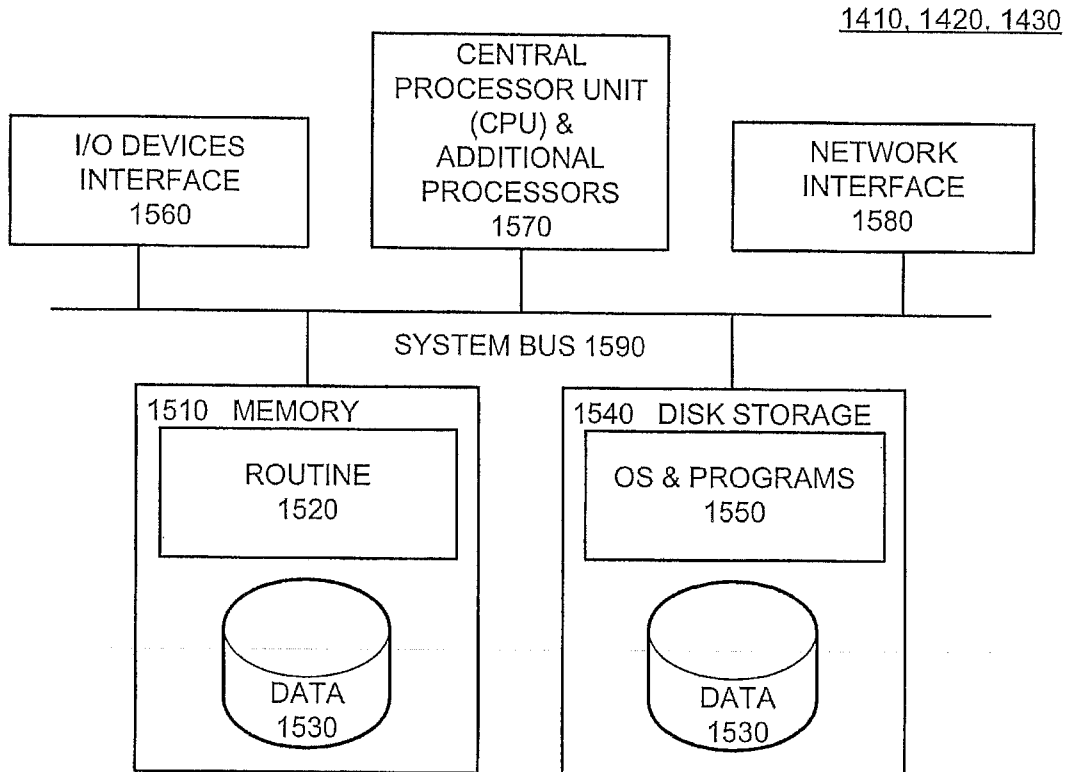 1410, 1420, 1430
CENTRAL
PROCESSOR UNIT
(CPU) &
ADDITIONAL
PROCESSORS
1570
I/O DEVICES
INTERFACE
1560
NETWORK
INTERFACE
1580
SYSTEM BUS 1590
1510 MEMORY
ROUTINE
1520
DATA
1530
1540 DISK STORAGE
OS & PROGRAMS
1550
DATA
1530